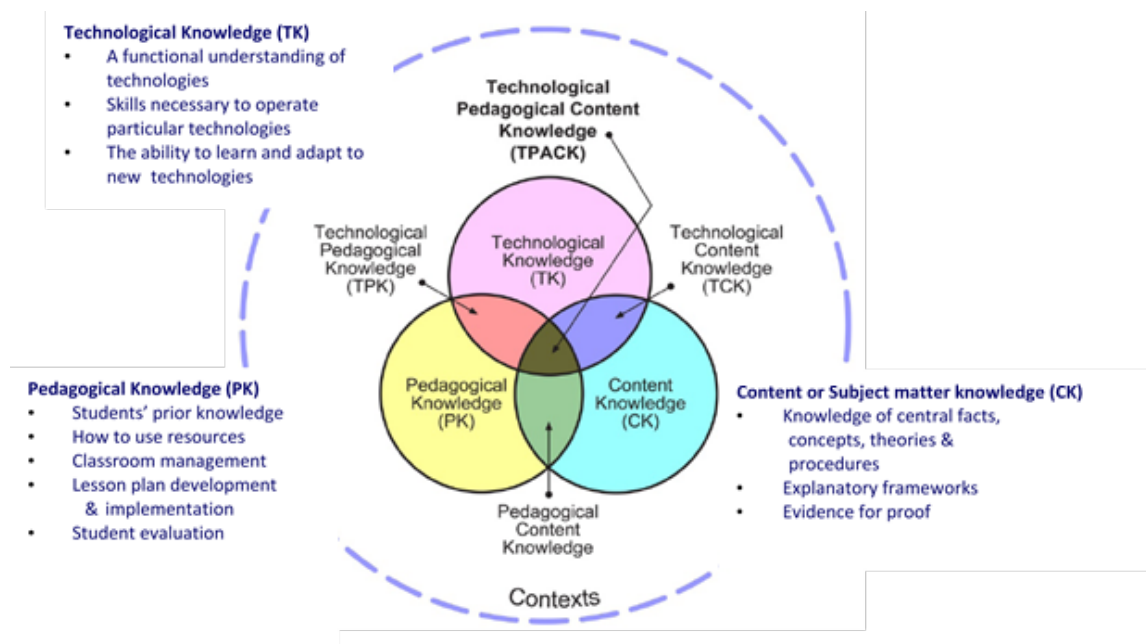 Technological Knowledge (TK)
• A functional understanding of
technologies
• Skills necessary to operate
particular technologies
• The ability to learn and adapt to
new technologies
Technological
Pedagogical Content
Knowledge
(TPACK)
Technological
Pedagogical
Knowledge
(TPK)
Technological
Knowledge
(TK)
Technological
Content
Knowledge
(TCK)
Pedagogical Knowledge (PK)
• Students’ prior knowledge
• How to use resources
• Classroom management
• Lesson plan development
& implementation
• Student evaluation
Pedagogical
Knowledge
(PK)
Content
Knowledge
(CK)
Content or Subject matter knowledge (CK)
• Knowledge of central facts,
concepts, theories &
procedures
• Explanatory frameworks
• Evidence for proof
Pedagogical
Content
Knowledge
Contexts